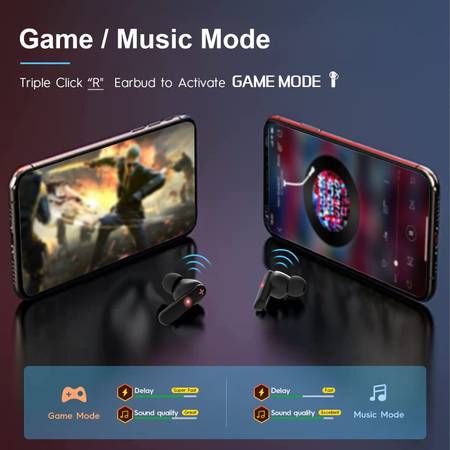 Game / Music Mode
Triple Click "R" Earbud to Activate GAME MODE
Delay Super Fast
Sound quality Great
Game Mode
Delay Fast
Sound quality Excellent
Music Mode